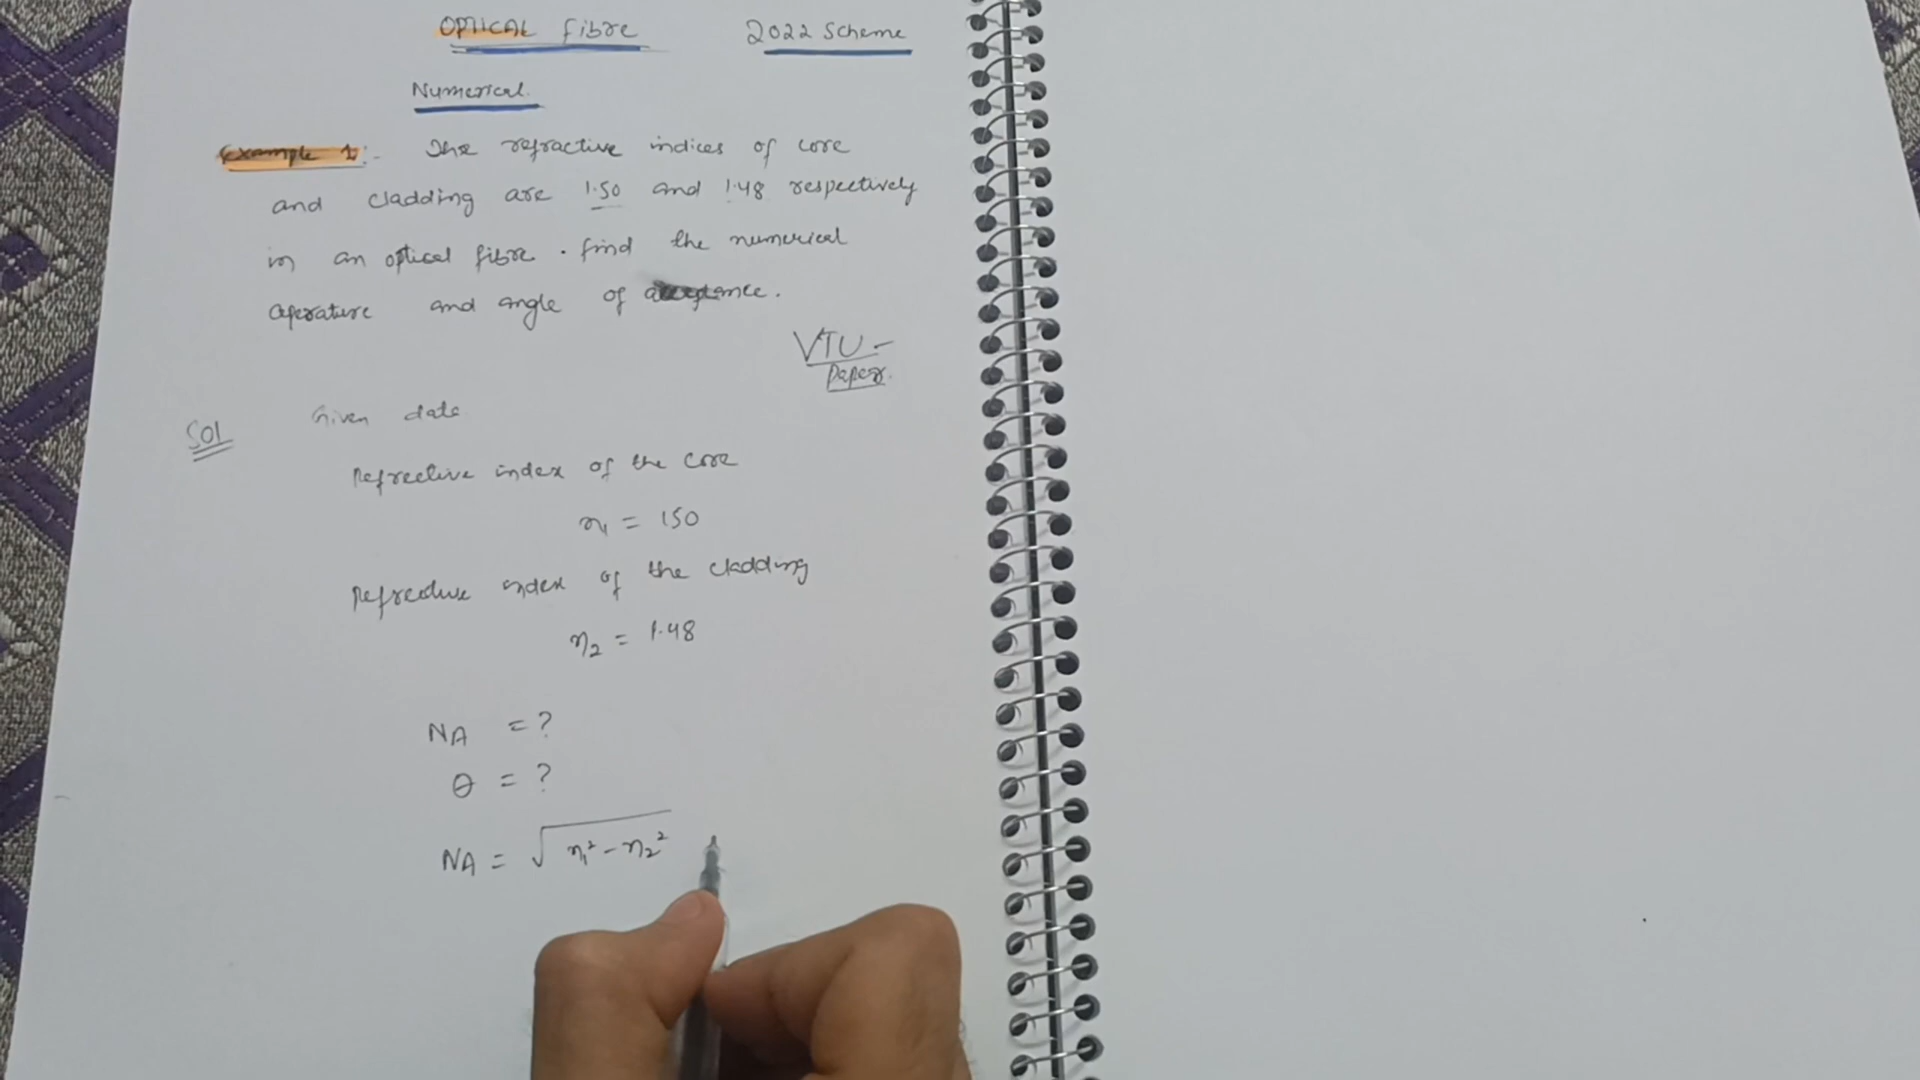 OPTICAL Fibre 2022 Scheme
Numerical.
Example 1:- The refractive indices of core
and cladding are 1.50 and 1.48 respectively
in an optical fibre. find the numerical
aperature and angle of acceptance.
VTU -
Paper.
Sol Given data
Refrective index of the core
n1 = 150
Refrective index of the cladding
n2 = 1.48
NA = ?
θ = ?
NA = √n1² - n2²